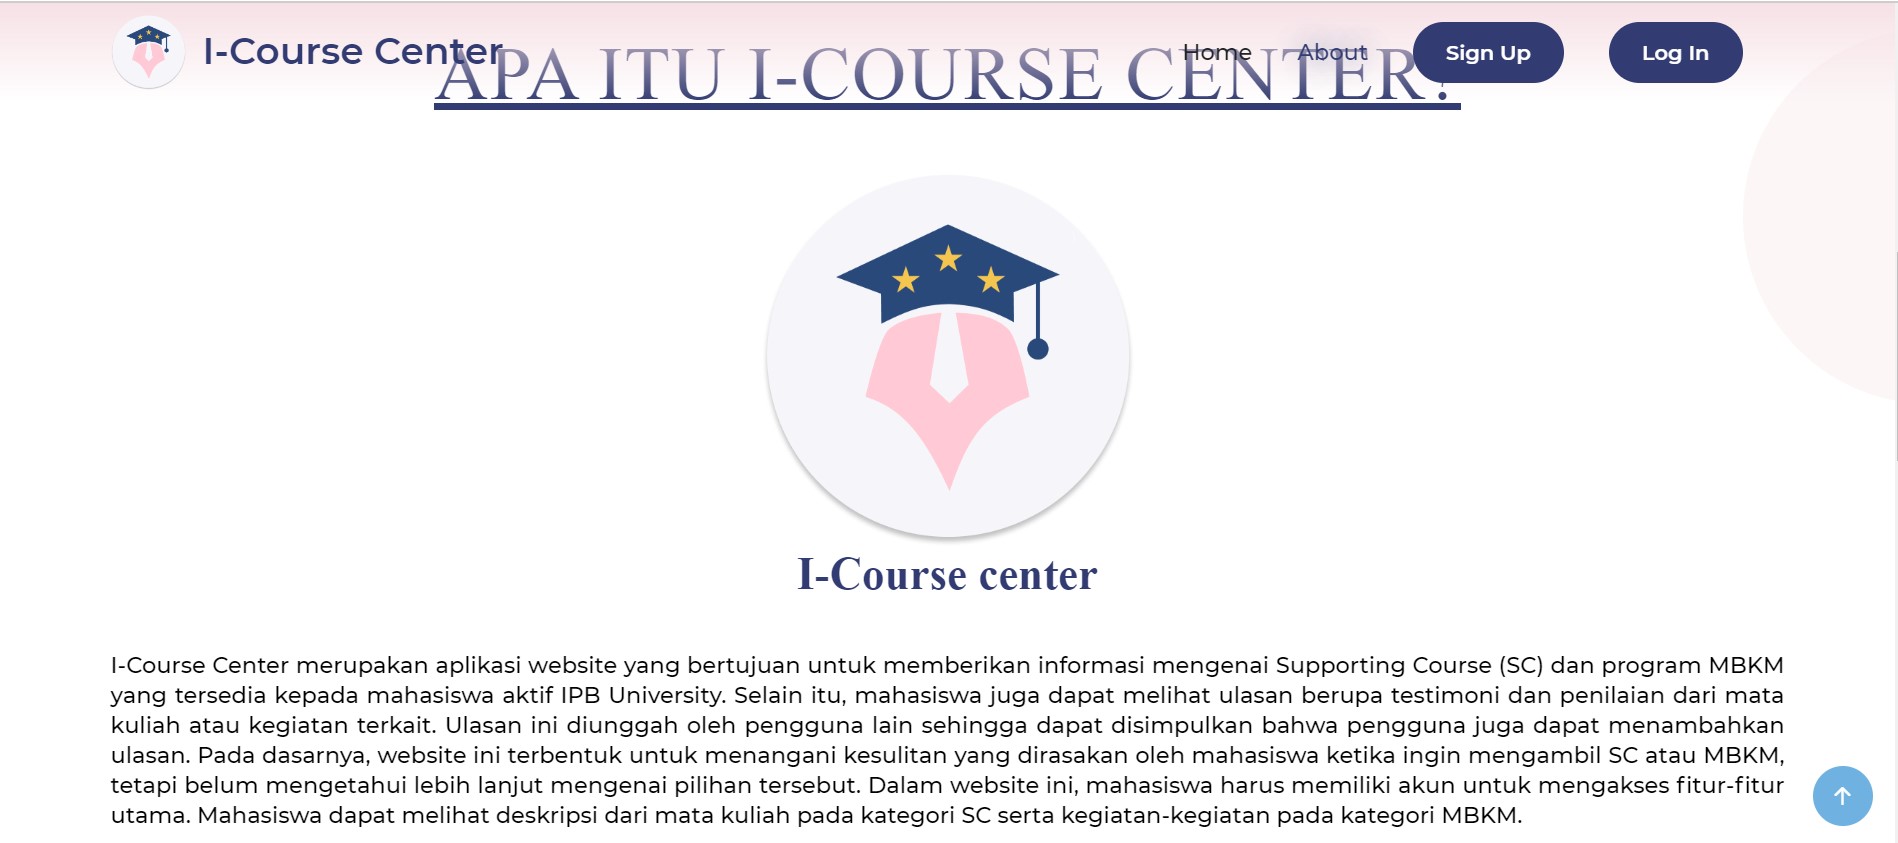 I-Course Center
Home
About
Sign Up
Log In
APA ITU I-COURSE CENTER?
I-Course center
I-Course Center merupakan aplikasi website yang bertujuan untuk memberikan informasi mengenai Supporting Course (SC) dan program MBKM
yang tersedia kepada mahasiswa aktif IPB University. Selain itu, mahasiswa juga dapat melihat ulasan berupa testimoni dan penilaian dari mata
kuliah atau kegiatan terkait. Ulasan ini diunggah oleh pengguna lain sehingga dapat disimpulkan bahwa pengguna juga dapat menambahkan
ulasan. Pada dasarnya, website ini terbentuk untuk menangani kesulitan yang dirasakan oleh mahasiswa ketika ingin mengambil SC atau MBKM,
tetapi belum mengetahui lebih lanjut mengenai pilihan tersebut. Dalam website ini, mahasiswa harus memiliki akun untuk mengakses fitur-fitur
utama. Mahasiswa dapat melihat deskripsi dari mata kuliah pada kategori SC serta kegiatan-kegiatan pada kategori MBKM.